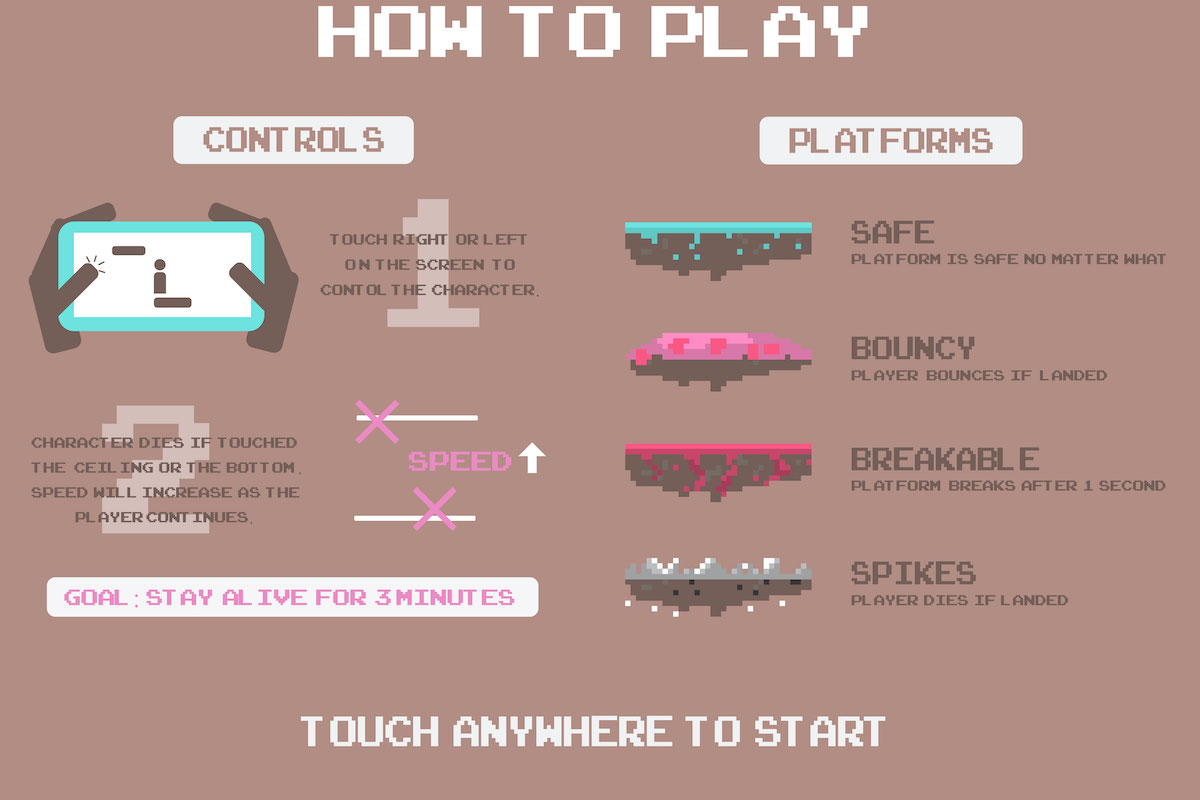 HOW TO PLAY
CONTROLS
1
TOUCH RIGHT OR LEFT
ON THE SCREEN TO
CONTOL THE CHARACTER.
2
CHARACTER DIES IF TOUCHED
THE CEILING OR THE BOTTOM.
SPEED WILL INCREASE AS THE
PLAYER CONTINUES.
SPEED
GOAL: STAY ALIVE FOR 3 MINUTES
PLATFORMS
SAFE
PLATFORM IS SAFE NO MATTER WHAT
BOUNCY
PLAYER BOUNCES IF LANDED
BREAKABLE
PLATFORM BREAKS AFTER 1 SECOND
SPIKES
PLAYER DIES IF LANDED
TOUCH ANYWHERE TO START